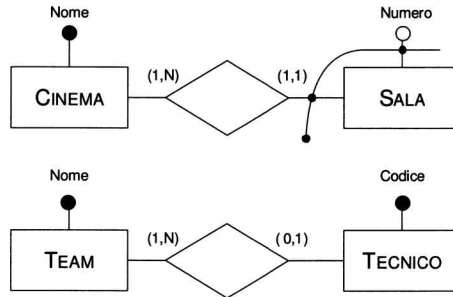 Nome
Numero
CINEMA
(1,N)
(1,1)
SALA
Nome
Codice
TEAM
(1,N)
(0,1)
TECNICO